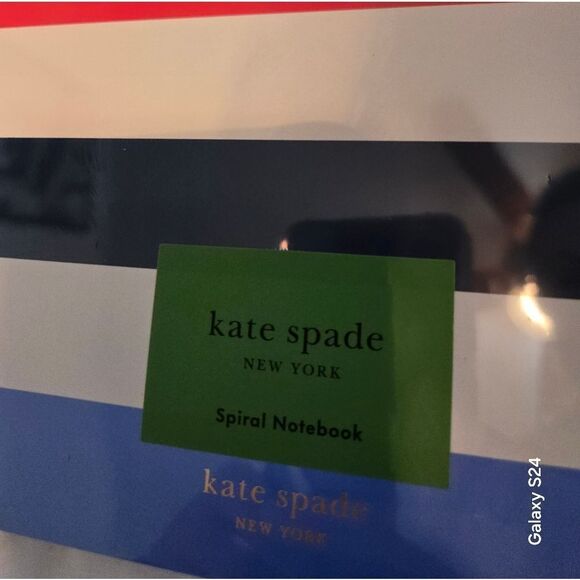 kate spade
NEW YORK
Spiral Notebook
kate spade
NEW YORK
Galaxy S24